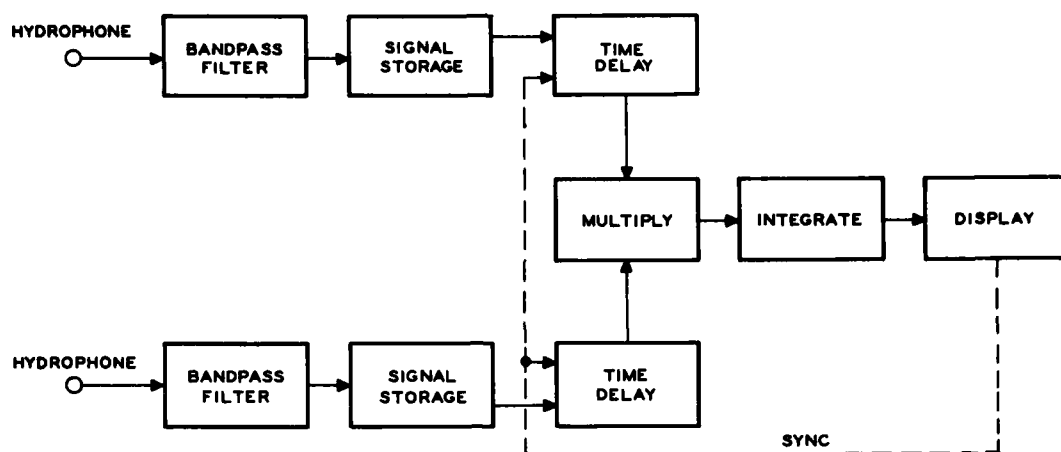 HYDROPHONE
BANDPASS
FILTER
SIGNAL
STORAGE
TIME
DELAY
MULTIPLY
INTEGRATE
DISPLAY
HYDROPHONE
BANDPASS
FILTER
SIGNAL
STORAGE
TIME
DELAY
SYNC